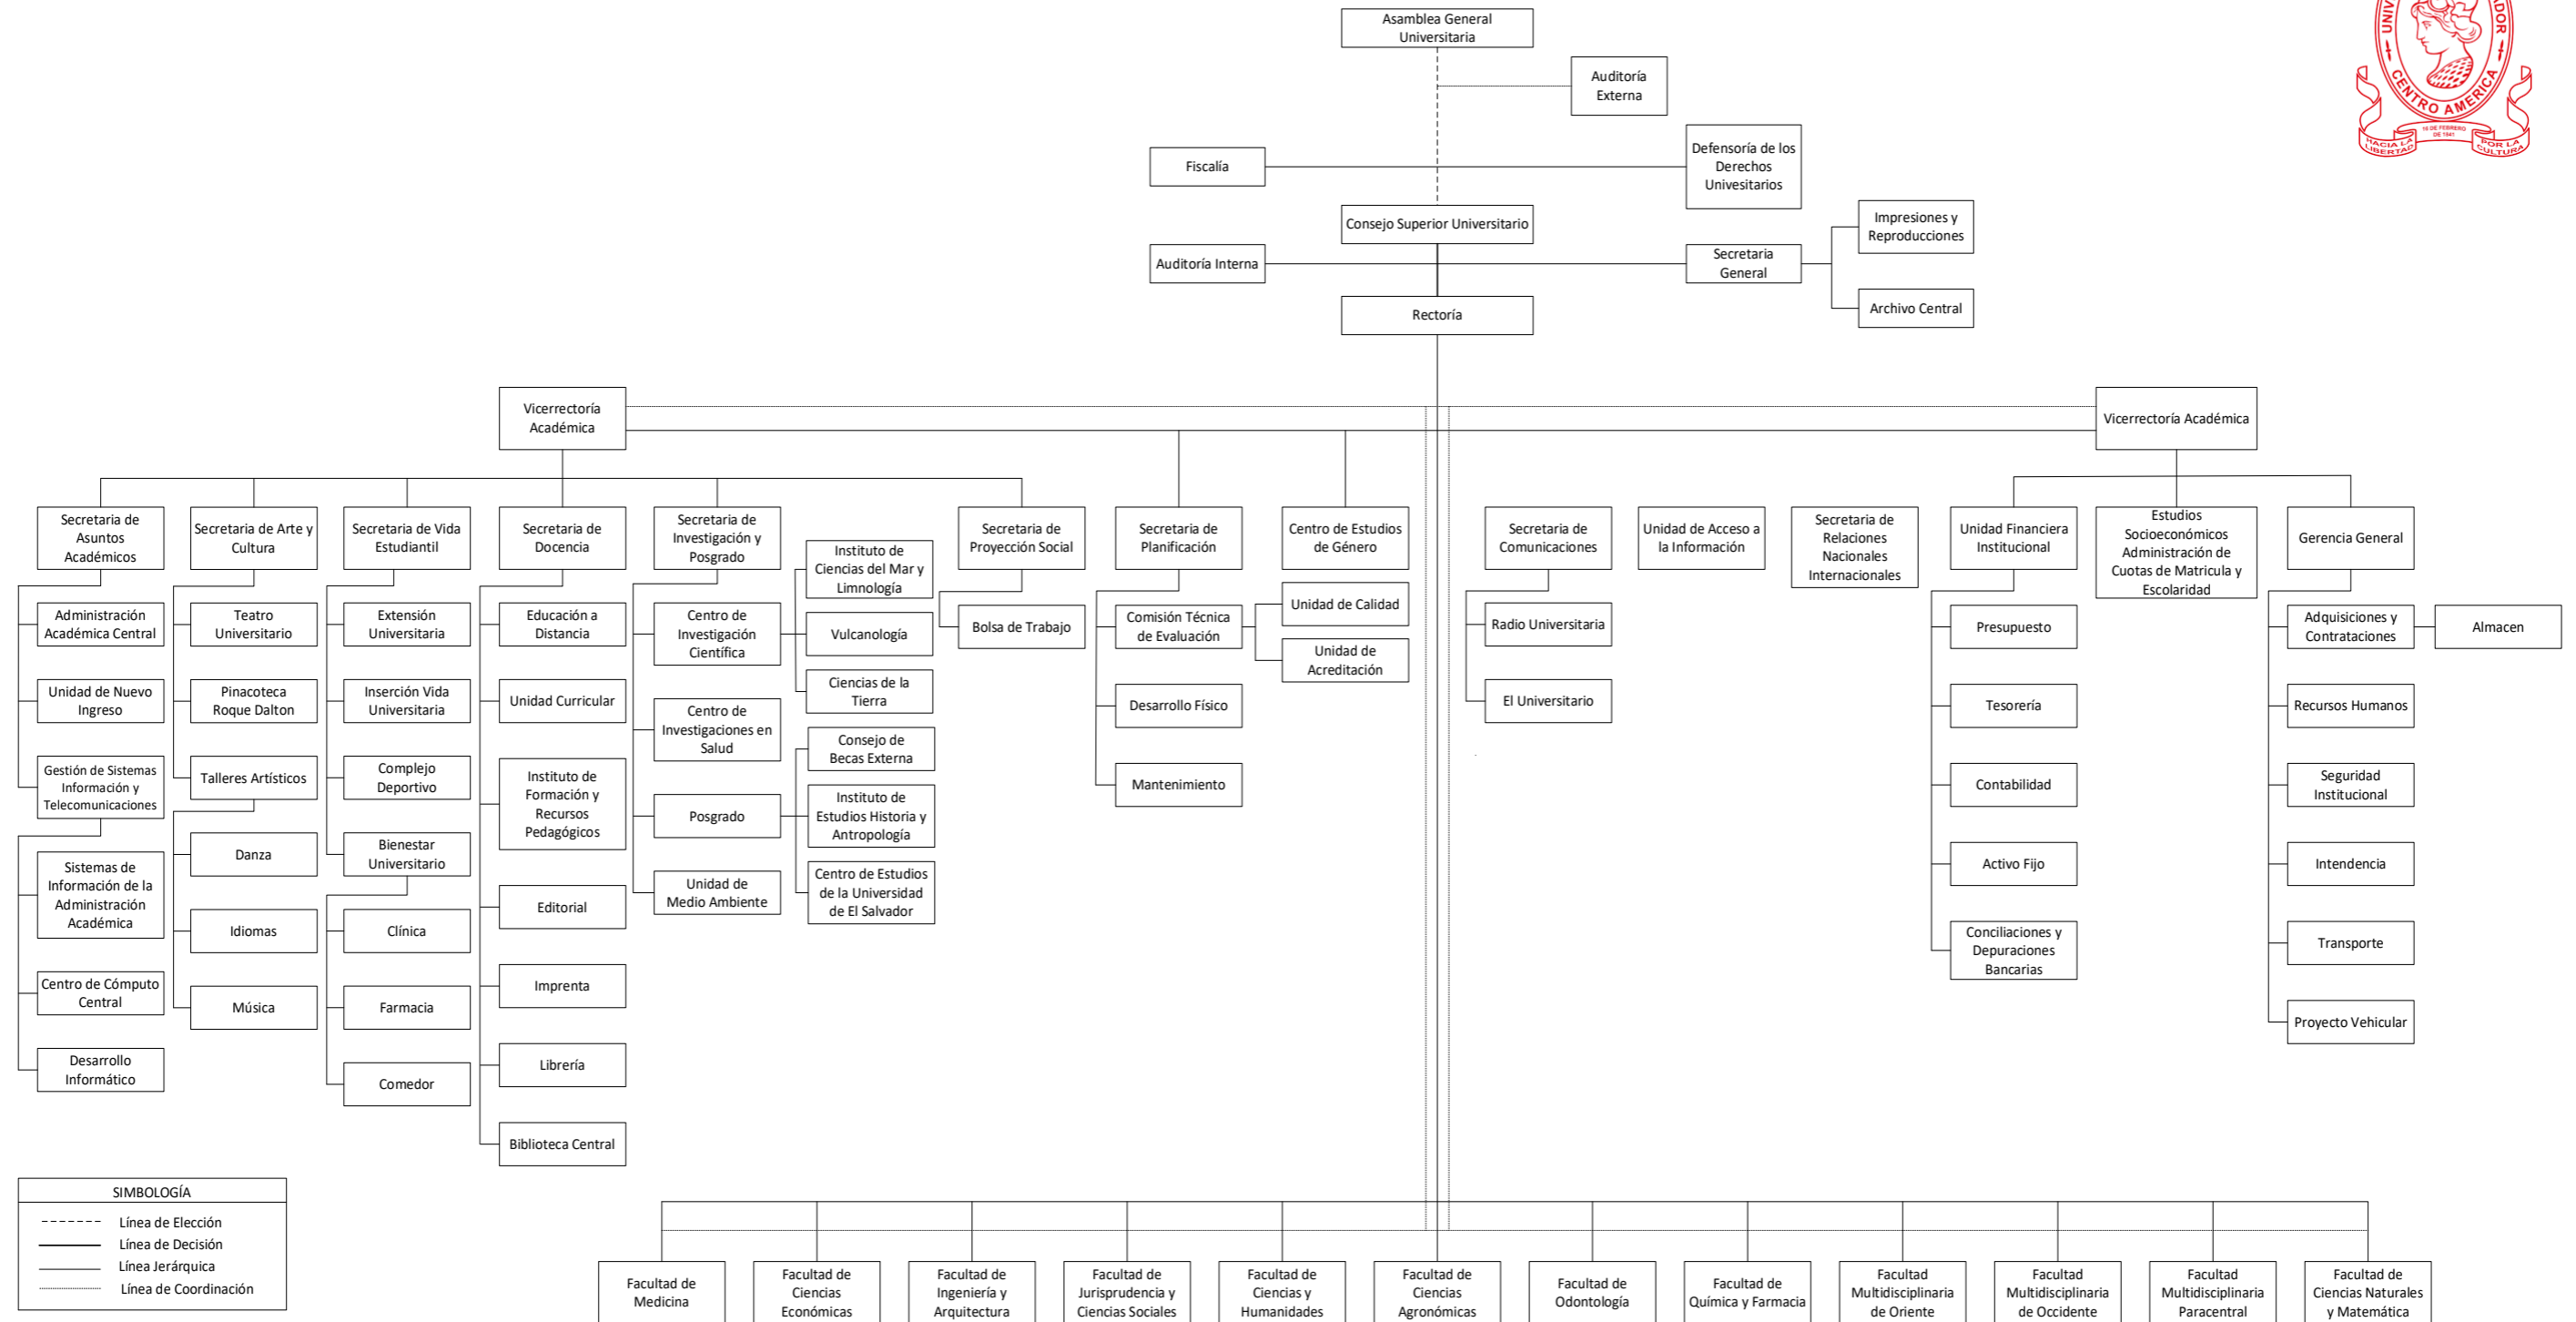 Asamblea General
Universitaria
UNIV
ADOR
CENTRO AMERICA
16 DE FEBRERO
DE 1841
HACIA LA
LIBERTAD
POR LA
CULTURA
Auditoría
Externa
Fiscalía
Defensoría de los
Derechos
Univesitarios
Consejo Superior Universitario
Impresiones y
Reproducciones
Auditoría Interna
Secretaria
General
Archivo Central
Rectoría
Vicerrectoría
Académica
Vicerrectoría Académica
Secretaria de
Asuntos
Académicos
Secretaria de Arte y
Cultura
Secretaria de Vida
Estudiantil
Secretaria de
Docencia
Secretaria de
Investigación y
Posgrado
Secretaria de
Proyección Social
Secretaria de
Planificación
Centro de Estudios
de Género
Secretaria de
Comunicaciones
Unidad de Acceso a
la Información
Secretaria de
Relaciones
Nacionales
Internacionales
Unidad Financiera
Institucional
Estudios
Socioeconómicos
Administración de
Cuotas de Matricula y
Escolaridad
Gerencia General
Administración
Académica Central
Unidad de Nuevo
Ingreso
Gestión de Sistemas
Información y
Telecomunicaciones
Sistemas de
Información de la
Administración
Académica
Centro de Cómputo
Central
Desarrollo
Informático
Teatro
Universitario
Pinacoteca
Roque Dalton
Talleres Artísticos
Danza
Idiomas
Música
Extensión
Universitaria
Inserción Vida
Universitaria
Complejo
Deportivo
Bienestar
Universitario
Clínica
Farmacia
Comedor
Educación a
Distancia
Unidad Curricular
Instituto de
Formación y
Recursos
Pedagógicos
Editorial
Imprenta
Librería
Biblioteca Central
Centro de
Investigación
Científica
Centro de
Investigaciones en
Salud
Posgrado
Unidad de
Medio Ambiente
Instituto de
Ciencias del Mar y
Limnología
Vulcanología
Ciencias de la
Tierra
Consejo de
Becas Externa
Instituto de
Estudios Historia y
Antropología
Centro de Estudios
de la Universidad
de El Salvador
Bolsa de Trabajo
Comisión Técnica
de Evaluación
Desarrollo Físico
Mantenimiento
Unidad de Calidad
Unidad de
Acreditación
Radio Universitaria
El Universitario
Presupuesto
Tesorería
Contabilidad
Activo Fijo
Conciliaciones y
Depuraciones
Bancarias
Adquisiciones y
Contrataciones
Almacen
Recursos Humanos
Seguridad
Institucional
Intendencia
Transporte
Proyecto Vehicular
SIMBOLOGÍA
Línea de Elección
Línea de Decisión
Línea Jerárquica
Línea de Coordinación
Facultad de
Medicina
Facultad de
Ciencias
Económicas
Facultad de
Ingeniería y
Arquitectura
Facultad de
Jurisprudencia y
Ciencias Sociales
Facultad de
Ciencias y
Humanidades
Facultad de
Ciencias
Agronómicas
Facultad de
Odontología
Facultad de
Química y Farmacia
Facultad
Multidisciplinaria
de Oriente
Facultad
Multidisciplinaria
de Occidente
Facultad
Multidisciplinaria
Paracentral
Facultad de
Ciencias Naturales
y Matemática